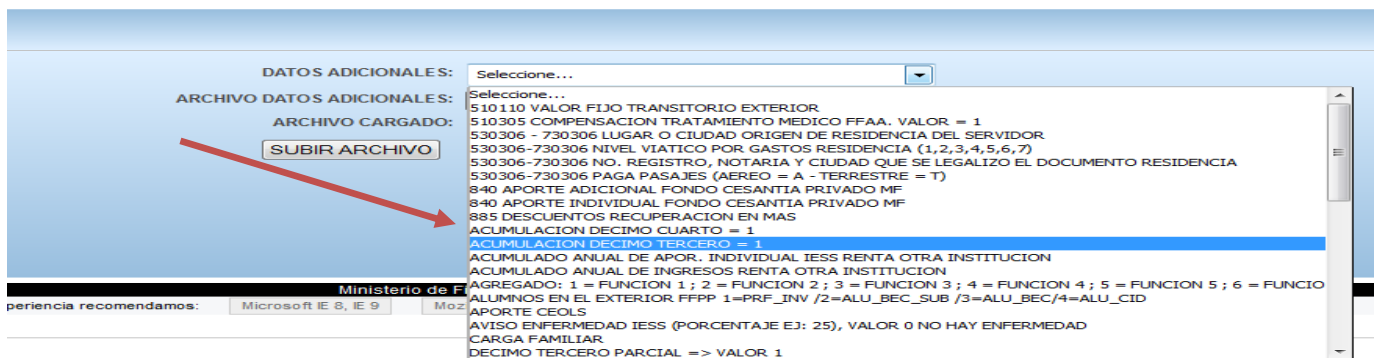 DATOS ADICIONALES: Seleccione...
ARCHIVO DATOS ADICIONALES:
ARCHIVO CARGADO:
SUBIR ARCHIVO
Seleccione...
510110 VALOR FIJO TRANSITORIO EXTERIOR
510305 COMPENSACION TRATAMIENTO MEDICO FFAA. VALOR = 1
530306 - 730306 LUGAR O CIUDAD ORIGEN DE RESIDENCIA DEL SERVIDOR
530306-730306 NIVEL VIATICO POR GASTOS RESIDENCIA (1,2,3,4,5,6,7)
530306-730306 NO. REGISTRO, NOTARIA Y CIUDAD QUE SE LEGALIZO EL DOCUMENTO RESIDENCIA
530306-730306 PAGA PASAJES (AEREO = A - TERRESTRE = T)
840 APORTE ADICIONAL FONDO CESANTIA PRIVADO MF
840 APORTE INDIVIDUAL FONDO CESANTIA PRIVADO MF
885 DESCUENTOS RECUPERACION EN MAS
ACUMULACION DECIMO CUARTO = 1
ACUMULACION DECIMO TERCERO = 1
ACUMULADO ANUAL DE APOR. INDIVIDUAL IESS RENTA OTRA INSTITUCION
ACUMULADO ANUAL DE INGRESOS RENTA OTRA INSTITUCION
AGREGADO: 1 = FUNCION 1 ; 2 = FUNCION 2 ; 3 = FUNCION 3 ; 4 = FUNCION 4 ; 5 = FUNCION 5 ; 6 = FUNCIO
ALUMNOS EN EL EXTERIOR FFPP 1=PRF_INV /2=ALU_BEC_SUB /3=ALU_BEC/4=ALU_CID
APORTE CEOLS
AVISO ENFERMEDAD IESS (PORCENTAJE EJ: 25), VALOR 0 NO HAY ENFERMEDAD
CARGA FAMILIAR
DECIMO TERCERO PARCIAL => VALOR 1
Ministerio de Fi
periencia recomendamos: Microsoft IE 8, IE 9 Moz